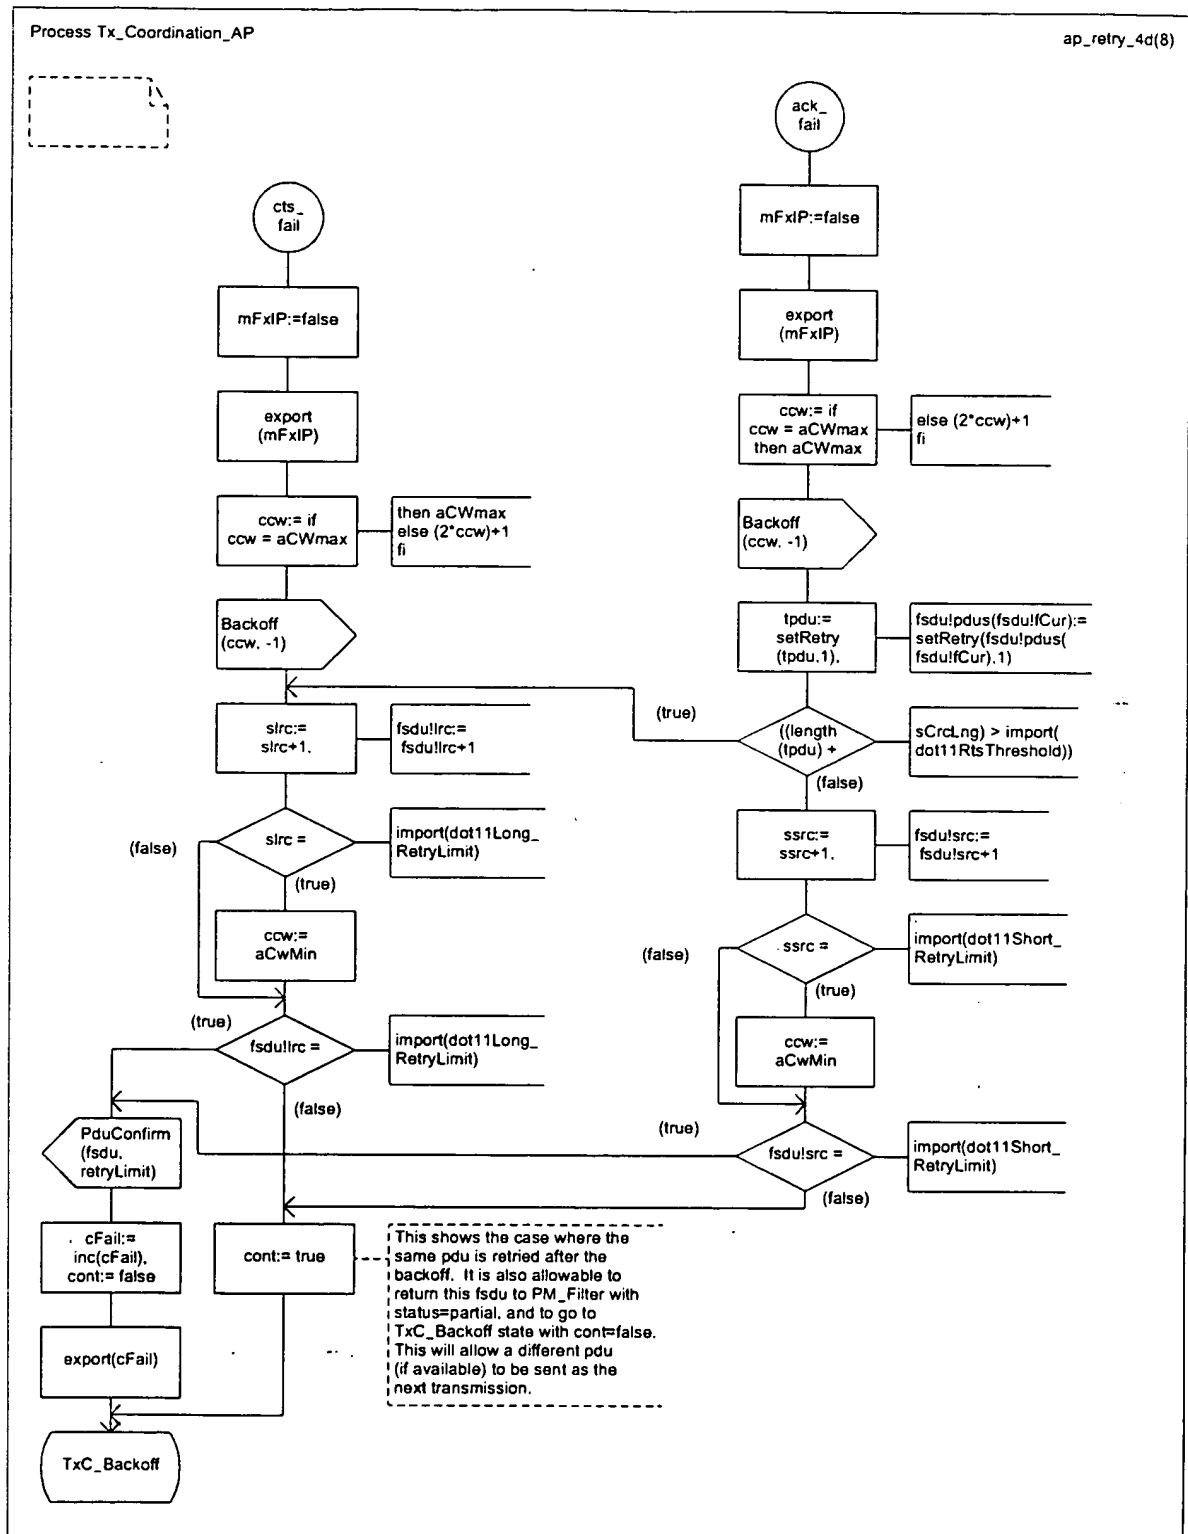 Process Tx_Coordination_AP
ap_retry_4d(8)
cts_
fail
mFxIP:=false
export
(mFxIP)
ccw:= if
ccw = aCWmax
then aCWmax
else (2*ccw)+1
fi
Backoff
(ccw, -1)
slrc:=
slrc+1,
fsdu!lrc:=
fsdu!lrc+1
slrc =
import(dot11Long_
RetryLimit)
(false)
(true)
ccw:=
aCwMin
(true)
fsdu!lrc =
import(dot11Long_
RetryLimit)
(false)
PduConfirm
(fsdu,
retryLimit)
cFail:=
inc(cFail),
cont:= false
export(cFail)
TxC_Backoff
cont:= true
This shows the case where the
same pdu is retried after the
backoff. It is also allowable to
return this fsdu to PM_Filter with
status=partial, and to go to
TxC_Backoff state with cont=false.
This will allow a different pdu
(if available) to be sent as the
next transmission.
ack_
fail
mFxIP:=false
export
(mFxIP)
ccw:= if
ccw = aCWmax
then aCWmax
else (2*ccw)+1
fi
Backoff
(ccw, -1)
tpdu:=
setRetry
(tpdu,1),
fsdu!pdus(fsdu!fCur):=
setRetry(fsdu!pdus(
fsdu!fCur),1)
(true)
((length
(tpdu) +
sCrcLng) > import(
dot11RtsThreshold))
(false)
ssrc:=
ssrc+1,
fsdu!src:=
fsdu!src+1
(false)
ssrc =
import(dot11Short_
RetryLimit)
(true)
ccw:=
aCwMin
(true)
fsdu!src =
import(dot11Short_
RetryLimit)
(false)